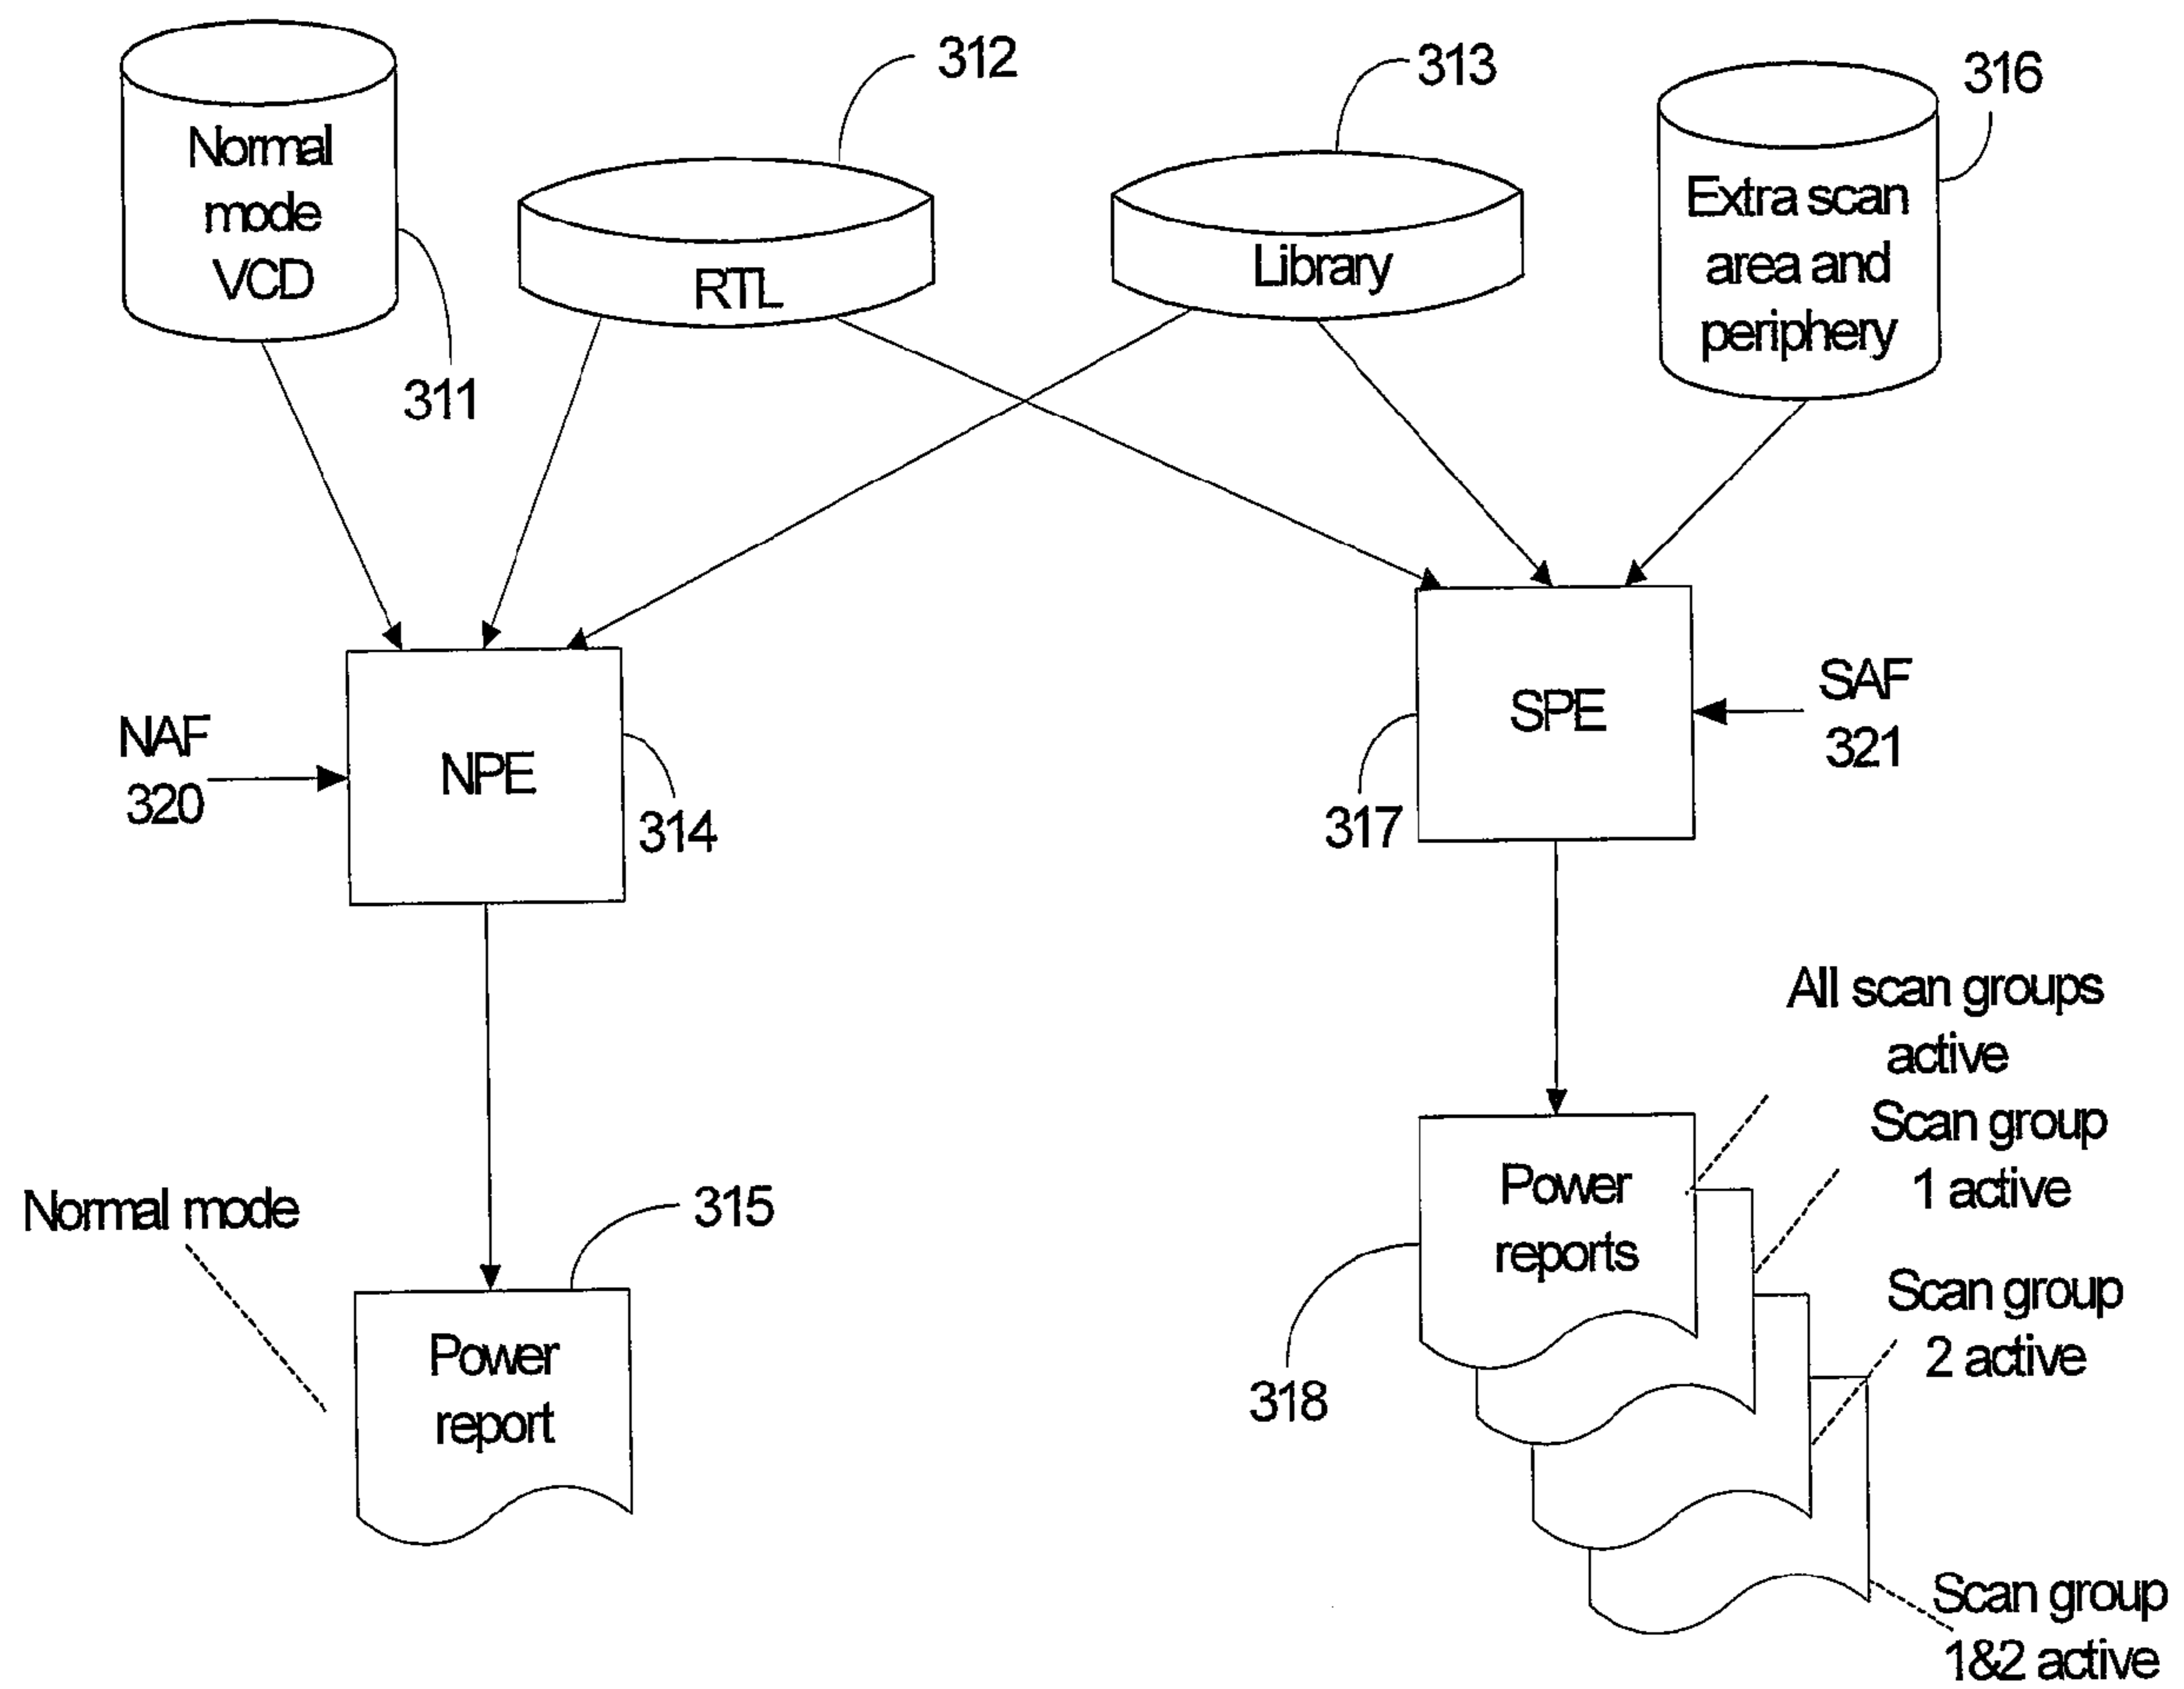 312
313
316
Normal
mode
VCD
RTL
Library
Extra scan
area and
periphery
311
NAF
320
NPE
314
SPE
317
SAF
321
All scan groups
active
Scan group
1 active
Normal mode
315
Power
reports
Scan group
2 active
318
Power
report
Scan group
1&2 active